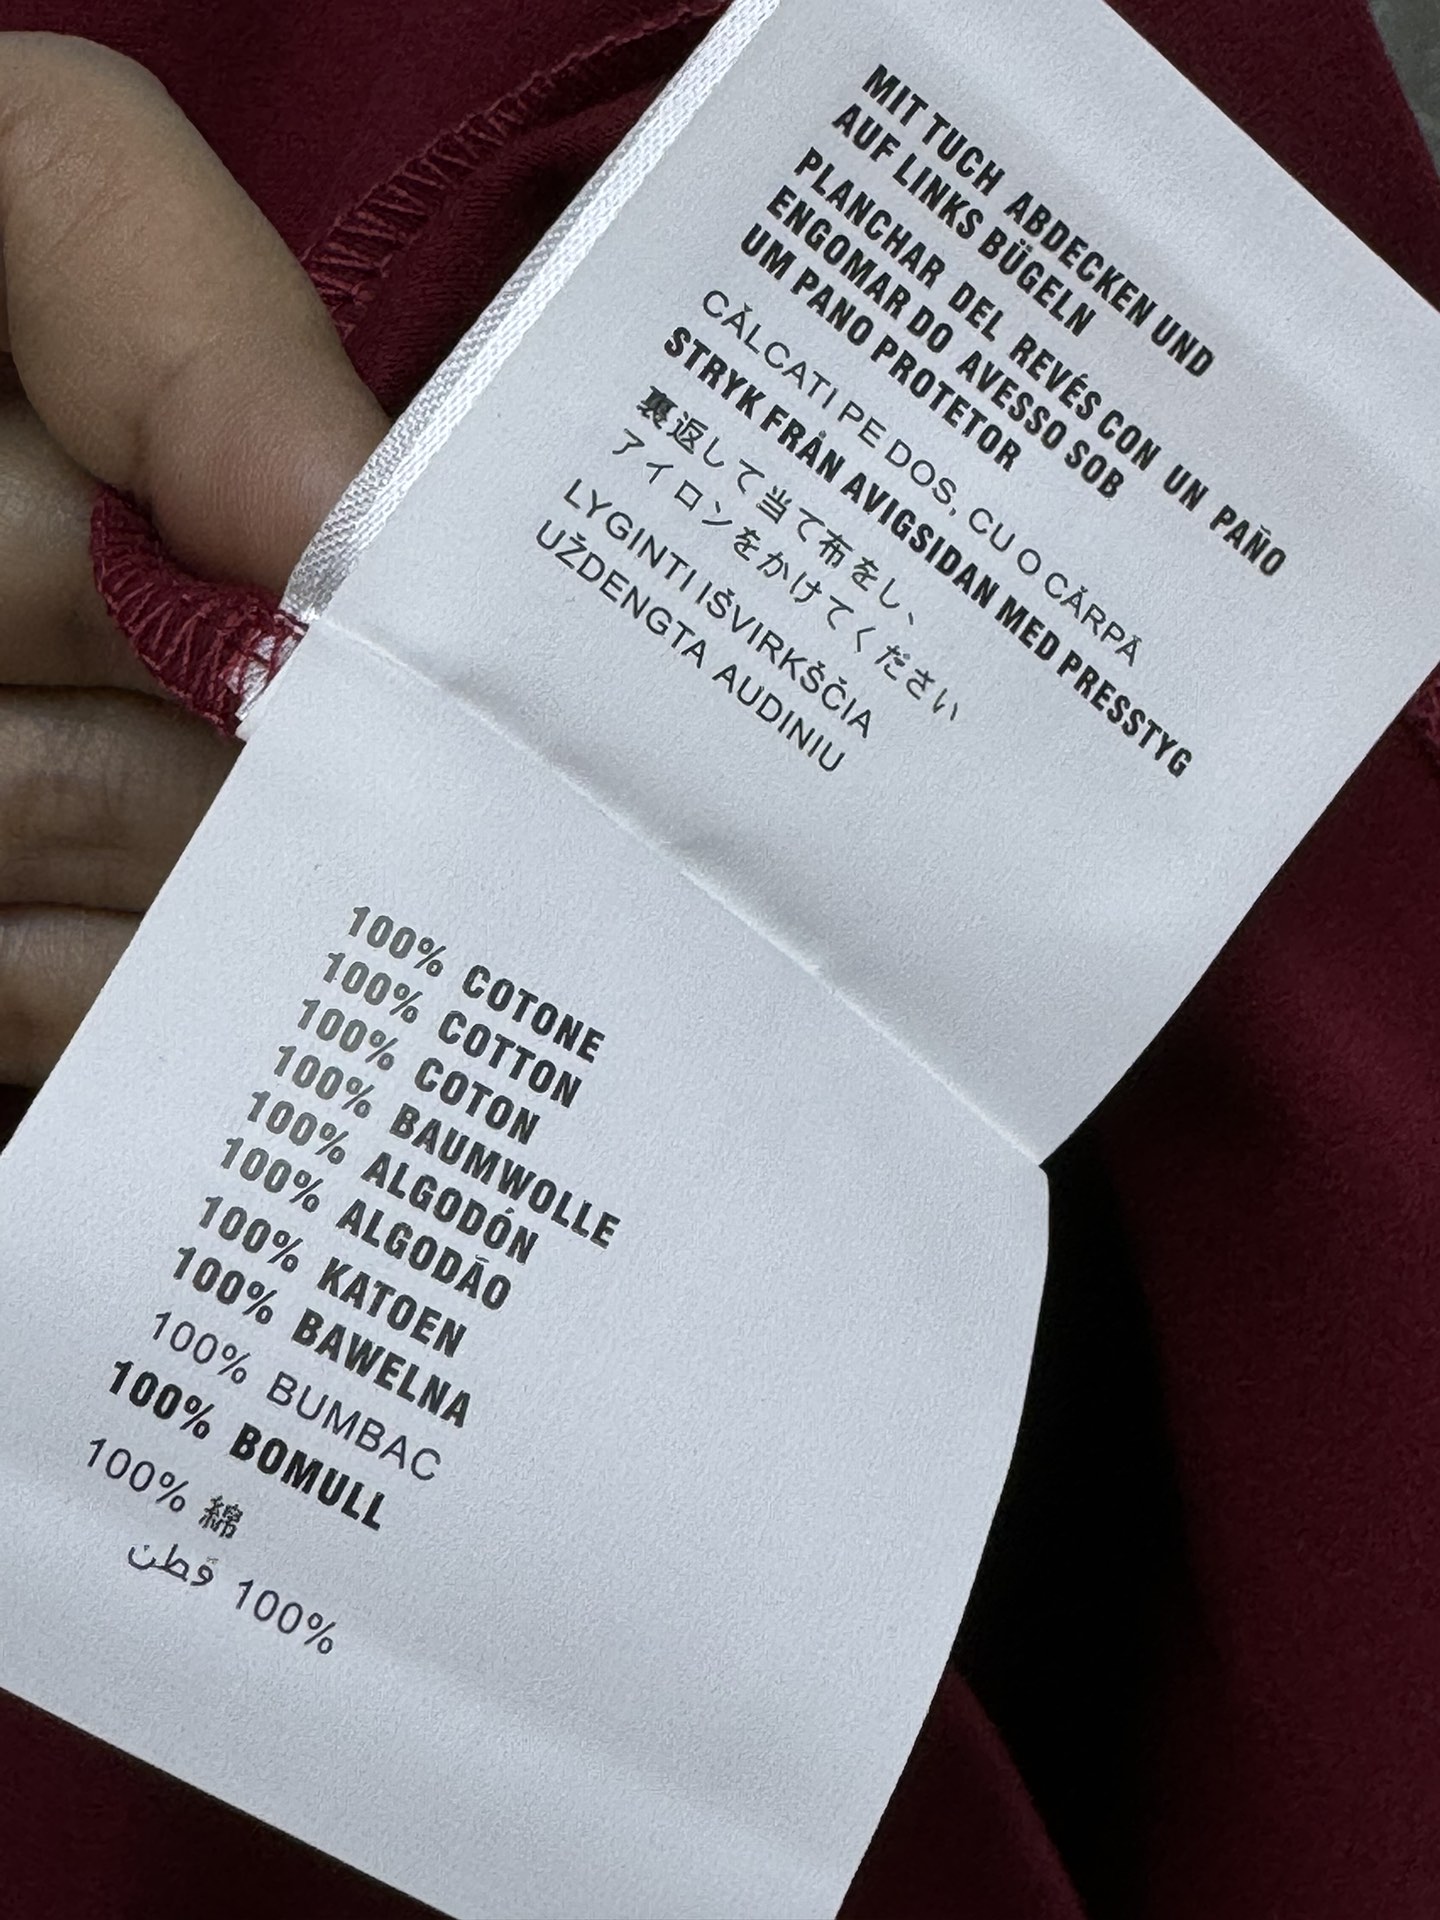 MIT TUCH ABDECKEN UND
AUF LINKS BÜGELN
PLANCHAR DEL REVÉS CON UN PAÑO
ENGOMAR DO AVESSO SOB
UM PANO PROTETOR
CĂLCATI PE DOS, CU O CÂRPĂ
STRYK FRÅN AVIGSIDAN MED PRESSTYG
裏返して当て布をし、
アイロンをかけてください
LYGINTI IŠVIRKŠČIA
UŽDENGTA AUDINIU
100% COTONE
100% COTTON
100% COTON
100% BAUMWOLLE
100% ALGODÓN
100% ALGODÃO
100% KATOEN
100% BAWELNA
100% BUMBAC
100% BOMULL
100% 綿
100% قطن